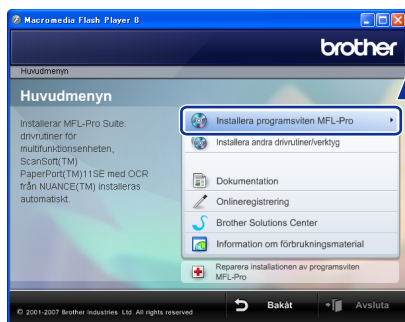 Macromedia Flash Player 8
brother
Huvudmenyn
Huvudmenyn
Installerar MFL-Pro Suite:
drivrutiner för
multifunktionsenheten,
ScanSoft(TM)
PaperPort(TM)11SE med OCR
från NUANCE(TM) installeras
automatiskt.
Installera programsviten MFL-Pro
Installera andra drivrutiner/verktyg
Dokumentation
Onlineregistrering
Brother Solutions Center
Information om förbrukningsmaterial
Reparera installationen av programsviten
MFL-Pro
© 2001-2007 Brother Industries Ltd. All rights reserved
Bakåt
Avsluta